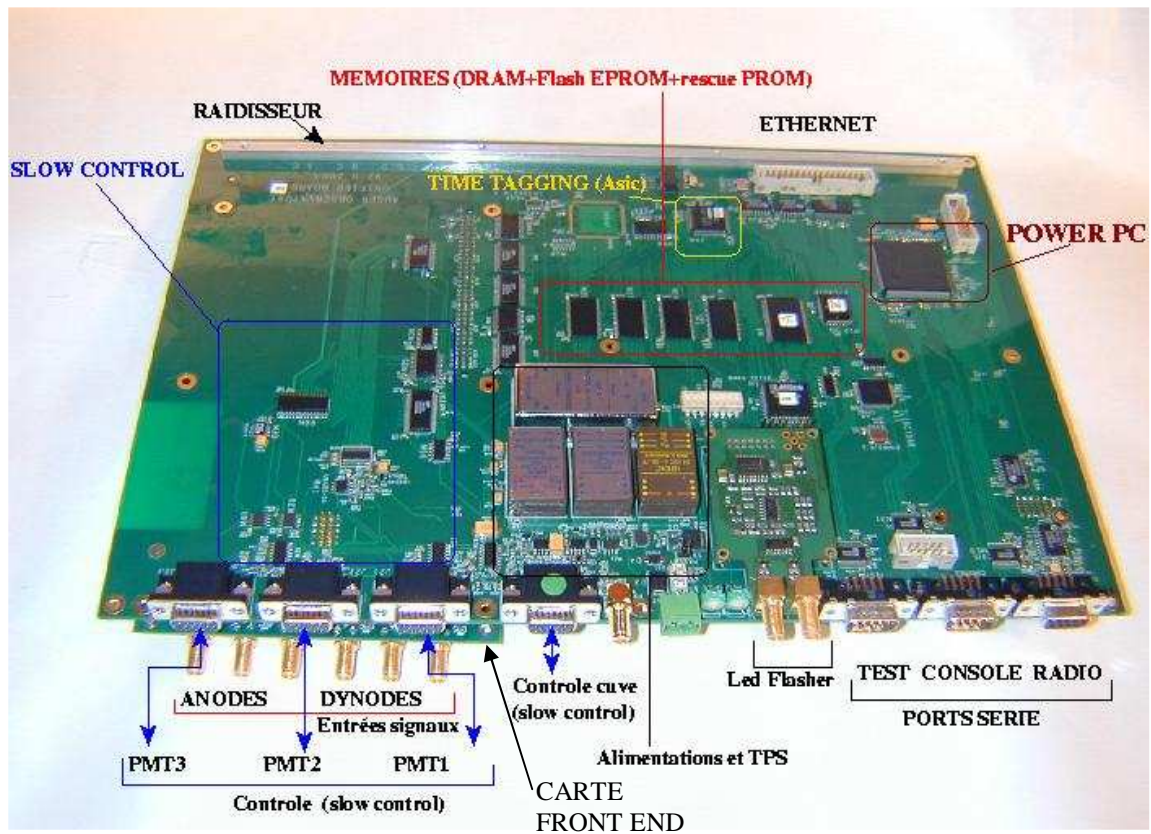 MEMOIRES (DRAM+Flash EPROM+rescue PROM)
RAIDISSEUR
ETHERNET
SLOW CONTROL
TIME TAGGING (Asic)
POWER PC
Led Flasher
TEST CONSOLE RADIO
PORTS SERIE
ANODES DYNODES
Entrées signaux
Controle cuve
(slow control)
PMT3 PMT2 PMT1
Alimentations et TPS
Controle (slow control)
CARTE
FRONT END